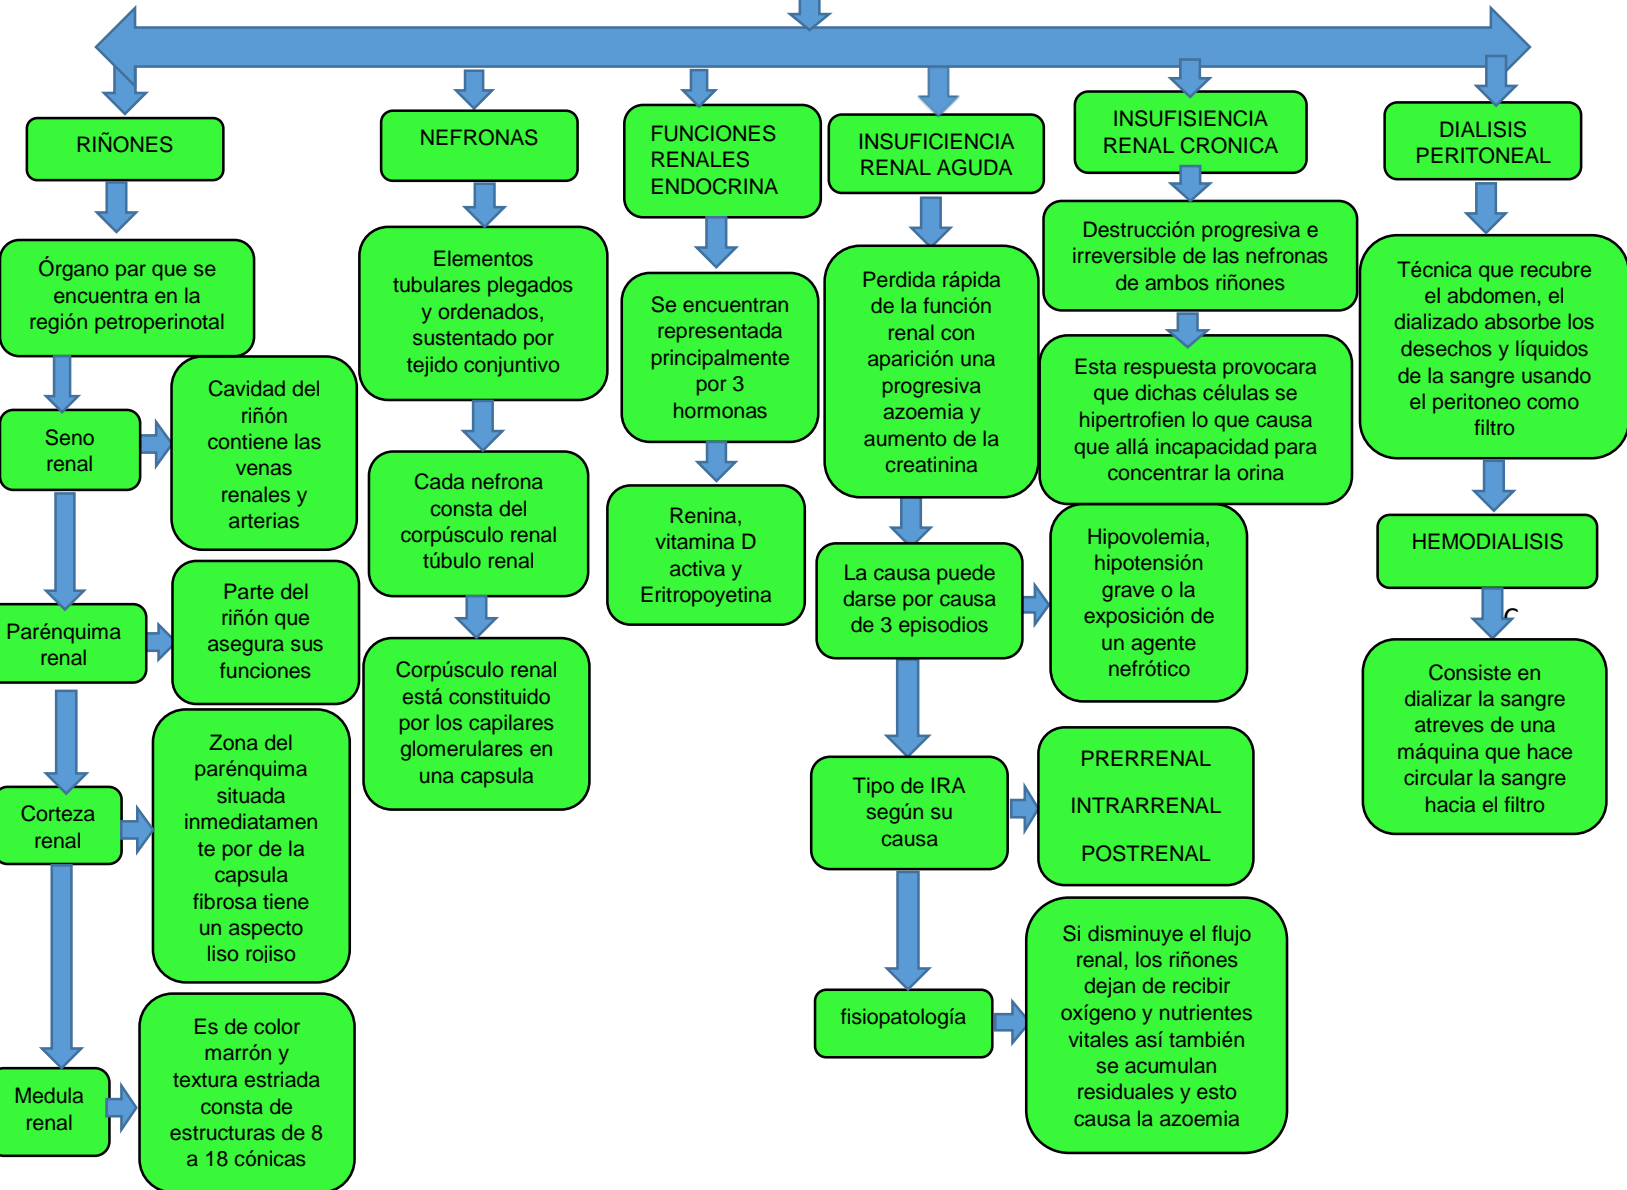 RIÑONES
Órgano par que se
encuentra en la
región petroperinotal
Seno
renal
Cavidad del
riñón
contiene las
venas
renales y
arterias
Parénquima
renal
Parte del
riñón que
asegura sus
funciones
Corteza
renal
Zona del
parénquima
situada
inmediatamen
te por de la
capsula
fibrosa tiene
un aspecto
liso rojiso
Medula
renal
Es de color
marrón y
textura estriada
consta de
estructuras de 8
a 18 cónicas
NEFRONAS
Elementos
tubulares plegados
y ordenados,
sustentado por
tejido conjuntivo
Cada nefrona
consta del
corpúsculo renal
túbulo renal
Corpúsculo renal
está constituido
por los capilares
glomerulares en
una capsula
FUNCIONES
RENALES
ENDOCRINA
Se encuentran
representada
principalmente
por 3
hormonas
Renina,
vitamina D
activa y
Eritropoyetina
INSUFICIENCIA
RENAL AGUDA
Perdida rápida
de la función
renal con
aparición una
progresiva
azoemia y
aumento de la
creatinina
La causa puede
darse por causa
de 3 episodios
Hipovolemia,
hipotensión
grave o la
exposición de
un agente
nefrótico
Tipo de IRA
según su
causa
PRERRENAL
INTRARRENAL
POSTRENAL
fisiopatología
Si disminuye el flujo
renal, los riñones
dejan de recibir
oxígeno y nutrientes
vitales así también
se acumulan
residuales y esto
causa la azoemia
INSUFISIENCIA
RENAL CRONICA
Destrucción progresiva e
irreversible de las nefronas
de ambos riñones
Esta respuesta provocara
que dichas células se
hipertrofien lo que causa
que allá incapacidad para
concentrar la orina
DIALISIS
PERITONEAL
Técnica que recubre
el abdomen, el
dializado absorbe los
desechos y líquidos
de la sangre usando
el peritoneo como
filtro
HEMODIALISIS
Consiste en
dializar la sangre
atreves de una
máquina que hace
circular la sangre
hacia el filtro